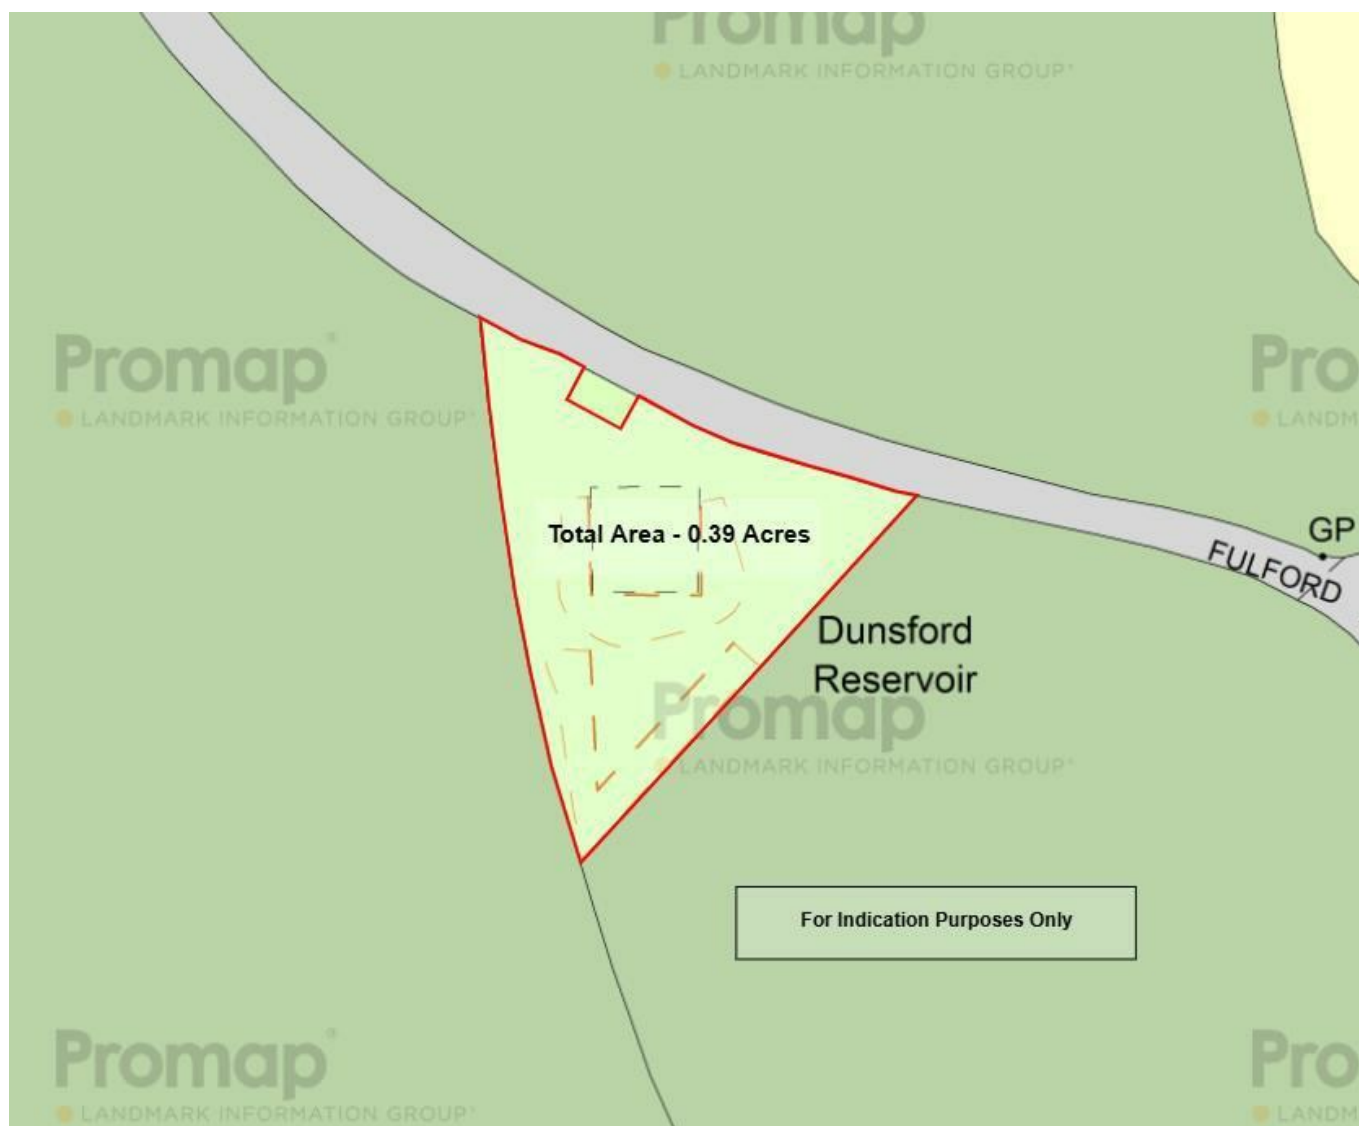 Promap
LANDMARK INFORMATION GROUP®
Promap®
LANDMARK INFORMATION GROUP®
Pro
LANDM
GP
FULFORD
Total Area - 0.39 Acres
Dunsford
Reservoir
Promap
LANDMARK INFORMATION GROUP®
For Indication Purposes Only
Promap®
LANDMARK INFORMATION GROUP®
Pro
LANDM